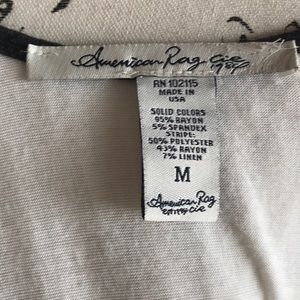 American Rag Cie
RN 102115
MADE IN
USA
SOLID COLORS
95% RAYON
5% SPANDEX
STRIPE:
50% POLYESTER
43% RAYON
7% LINEN
M
American Rag
Cie